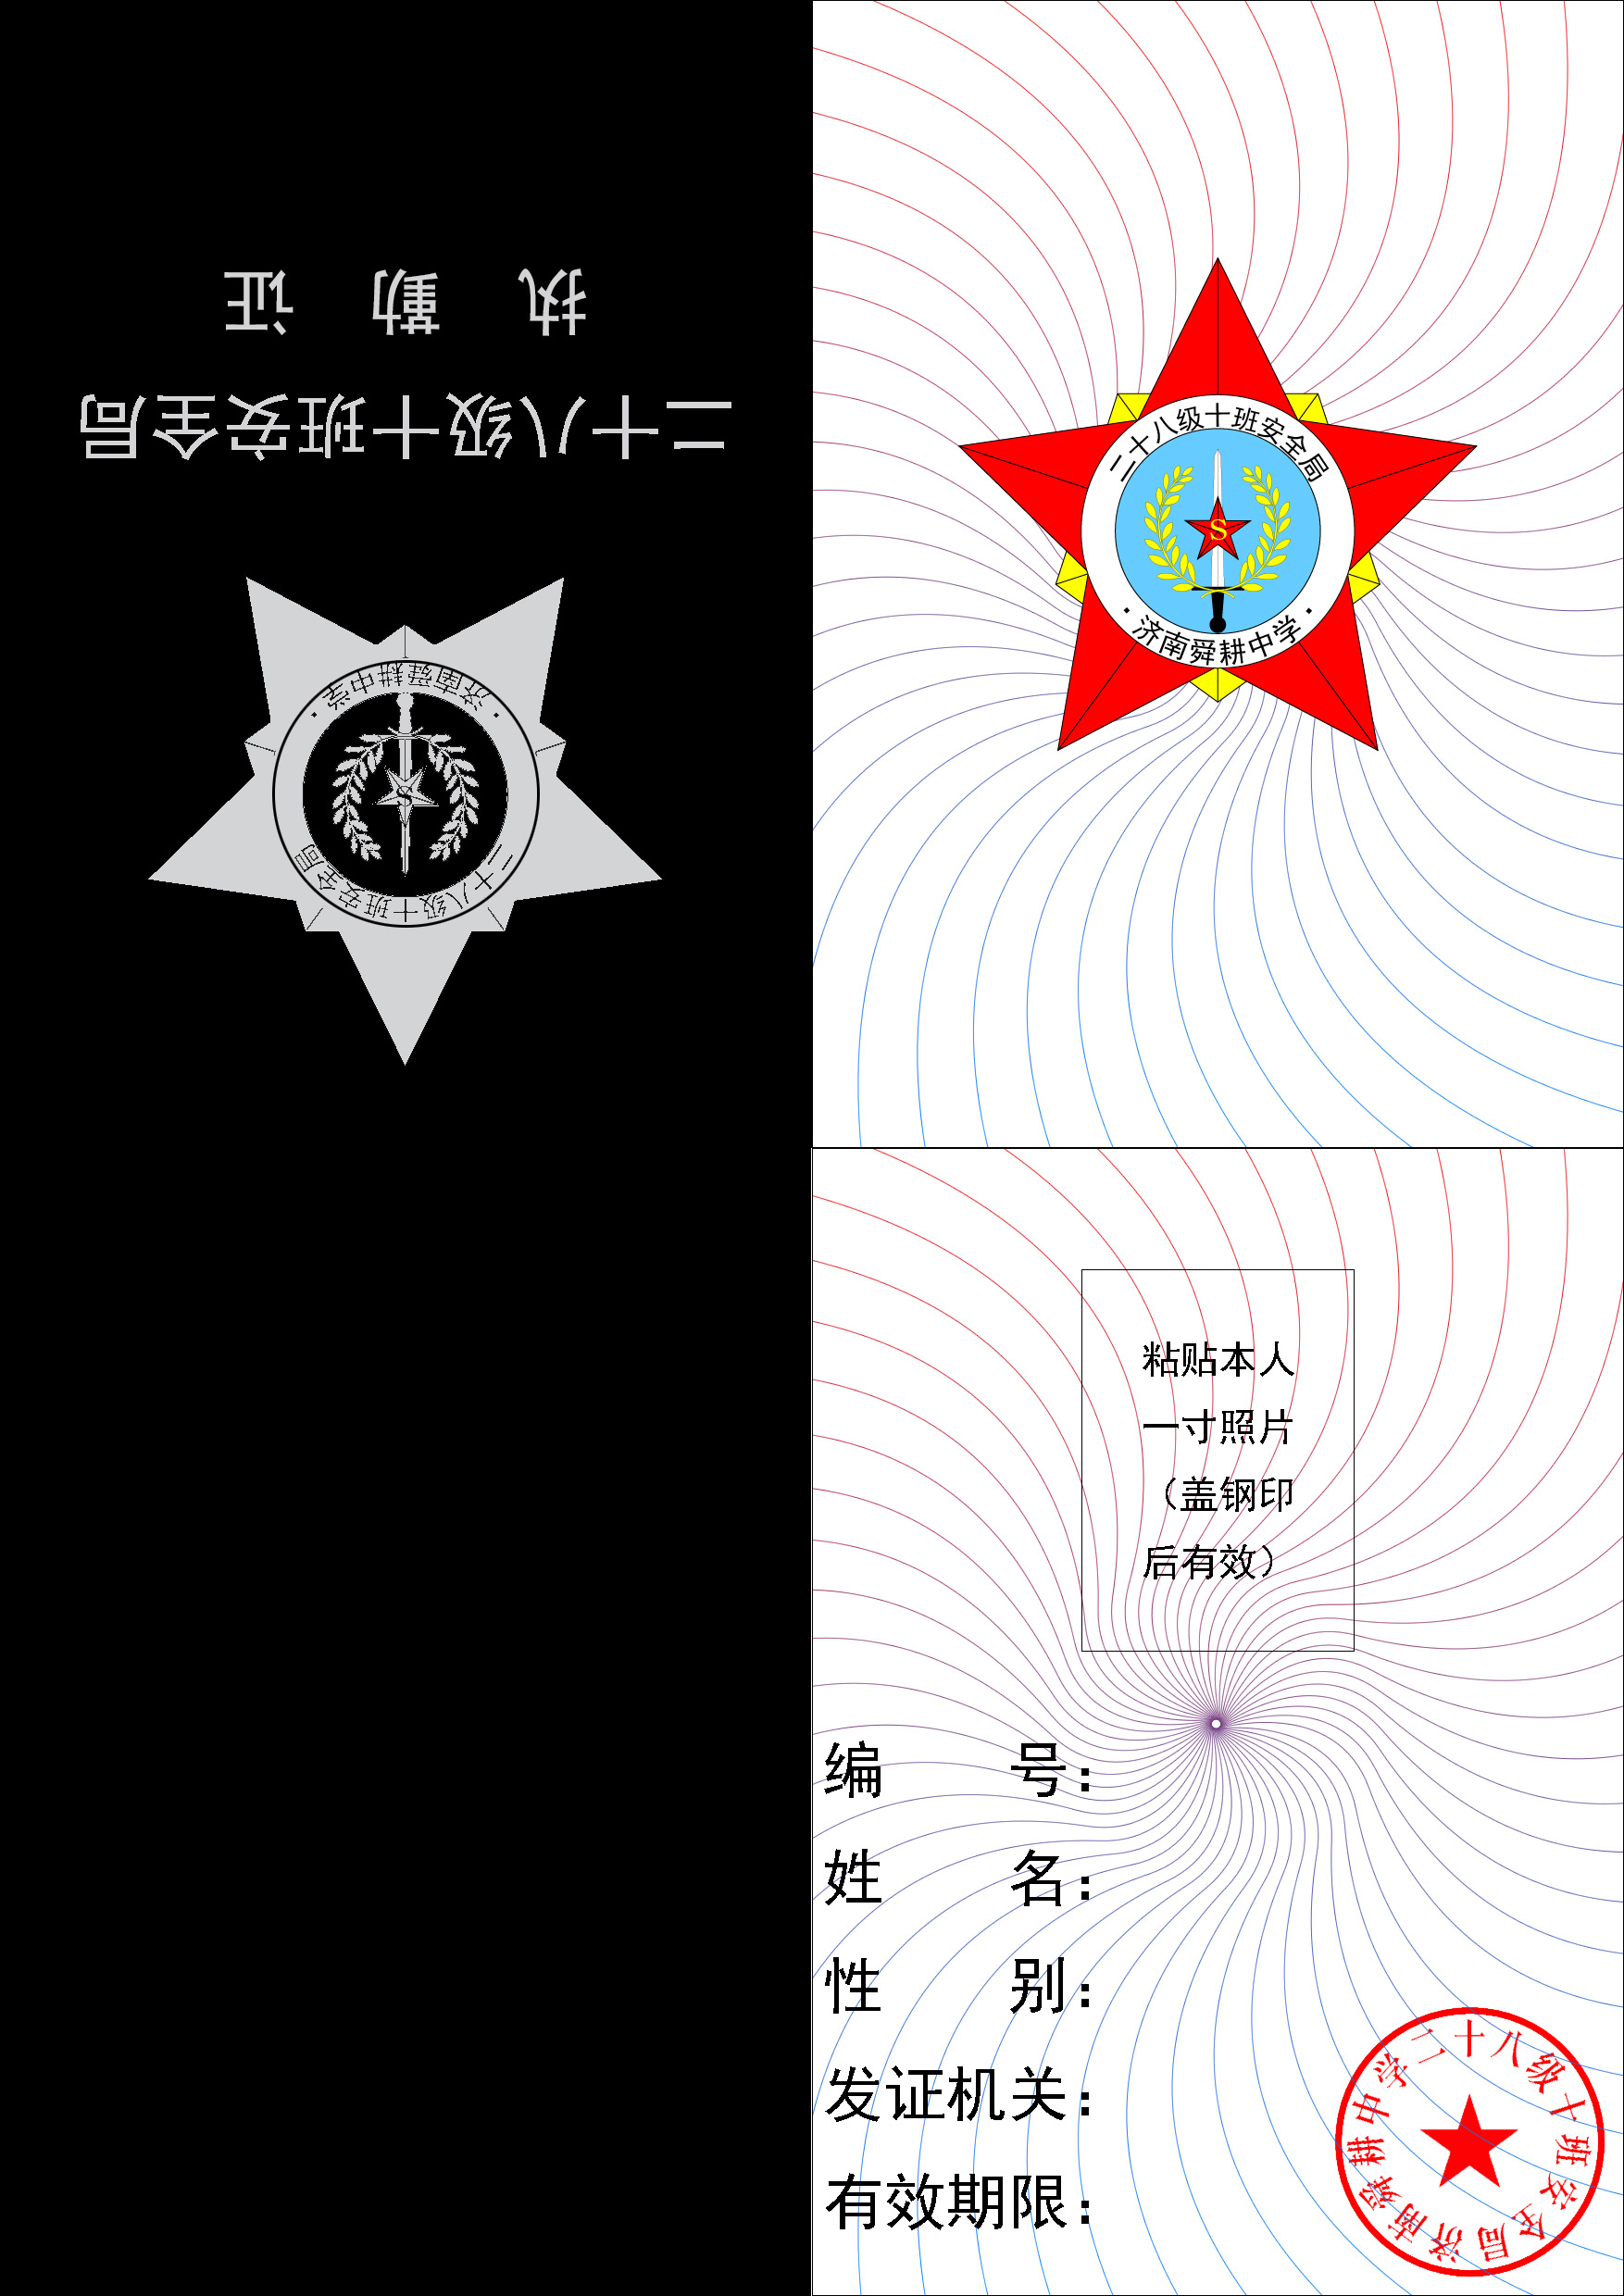 执 勤 证
二十八级十班安全局
济南舜耕中学
S
二十八级十班安全局
二十八级十班安全局
S
·济南舜耕中学·
粘贴本人
一寸照片
（盖钢印
后有效）
编 号：
姓 名：
性 别：
发证机关：
有效期限：
济南舜耕中学二十八级十班安全局